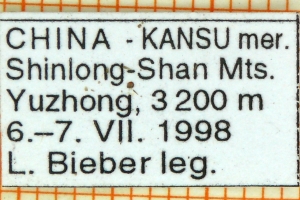 CHINA - KANSU mer.
Shinlong-Shan Mts.
Yuzhong, 3 200 m
6.–7. VII. 1998
L. Bieber leg.